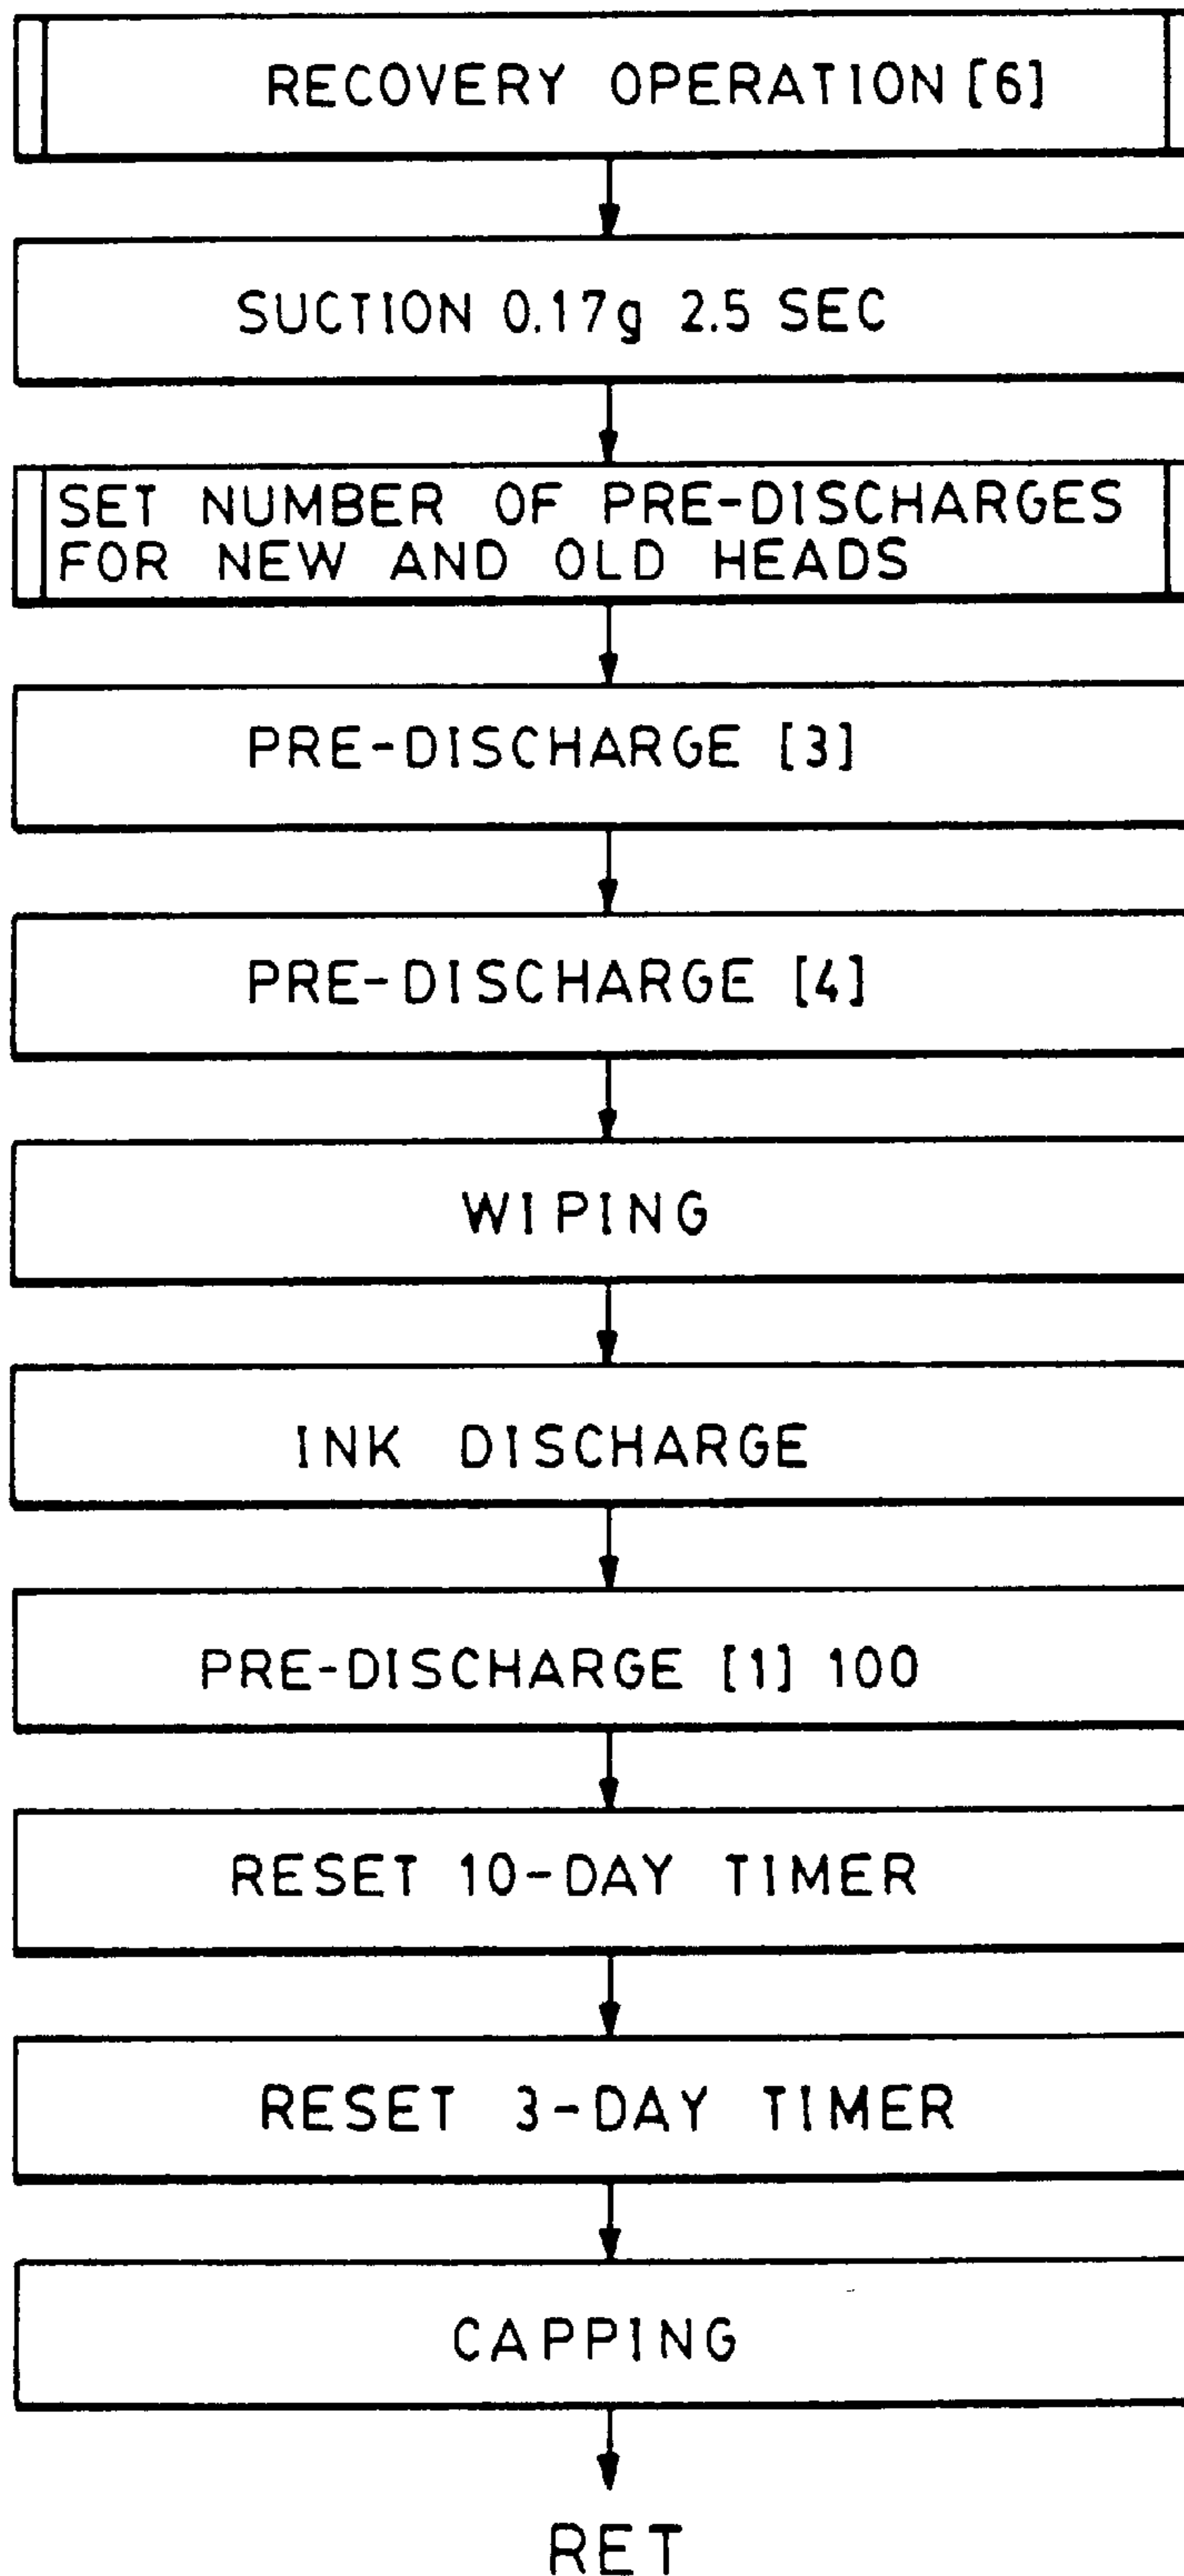 RECOVERY OPERATION [6]
SUCTION 0.17g 2.5 SEC
SET NUMBER OF PRE-DISCHARGES
FOR NEW AND OLD HEADS
PRE-DISCHARGE [3]
PRE-DISCHARGE [4]
WIPING
INK DISCHARGE
PRE-DISCHARGE [1] 100
RESET 10-DAY TIMER
RESET 3-DAY TIMER
CAPPING
RET